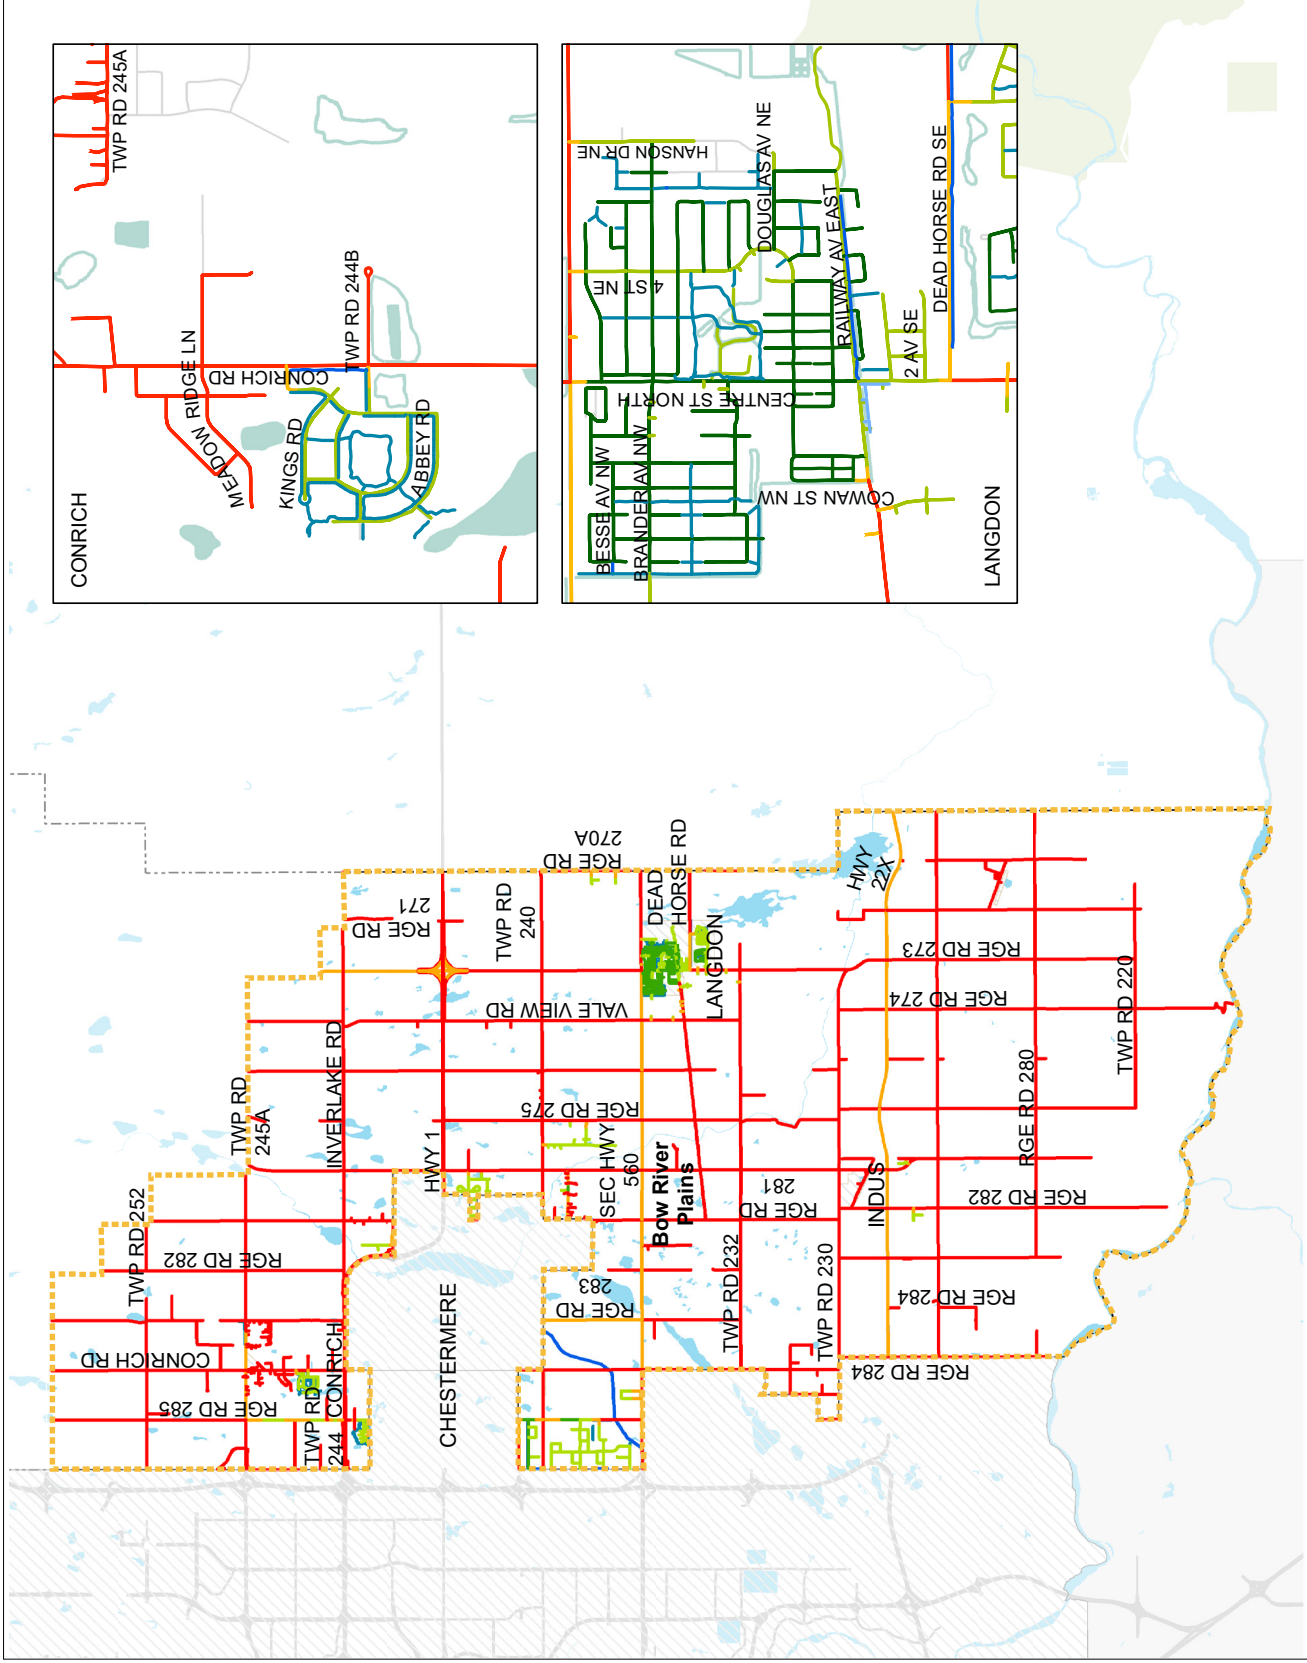 CONRICH
TWP RD 245A
TWP RD 244B
MEADOW RIDGE LN
CONRICH RD
KINGS RD
ABBEY RD
LANGDON
HANSON DR NE
DOUGLAS AV NE
4 ST NE
RAILWAY AV EAST
DEAD HORSE RD SE
2 AV SE
CENTRE ST NORTH
BESSE AV NW
BRANDER AV NW
COWAN ST NW
TWP RD 252
RGE RD 282
CONRICH RD
RGE RD 285
TWP RD
244
CONRICH
TWP RD
245A
INVERLAKE RD
HWY 1
RGE RD
271
TWP RD
240
RGE RD
270A
DEAD
HORSE RD
LANGDON
VALE VIEW RD
RGE RD 275
SEC HWY
560
Bow River
Plains
RGE RD
281
RGE RD
283
CHESTERMERE
TWP RD 232
TWP RD 230
INDUS
HWY
22X
RGE RD 273
RGE RD 274
TWP RD 220
RGE RD 280
RGE RD 282
RGE RD 284
RGE RD 284